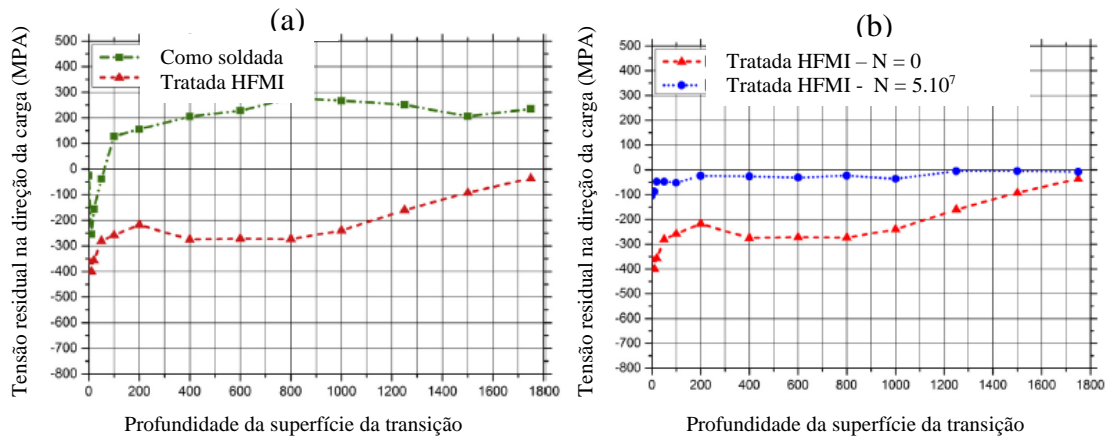 (a)
Tensão residual na direção da carga (MPA)
500
400
300
200
100
0
-100
-200
-300
-400
-500
-600
-700
-800
Como soldada
Tratada HFMI
0 200 400 600 800 1000 1200 1400 1600 1800
Profundidade da superfície da transição
(b)
Tensão residual na direção da carga (MPA)
500
400
300
200
100
0
-100
-200
-300
-400
-500
-600
-700
-800
Tratada HFMI – N = 0
Tratada HFMI - N = 5.10⁷
0 200 400 600 800 1000 1200 1400 1600 1800
Profundidade da superfície da transição